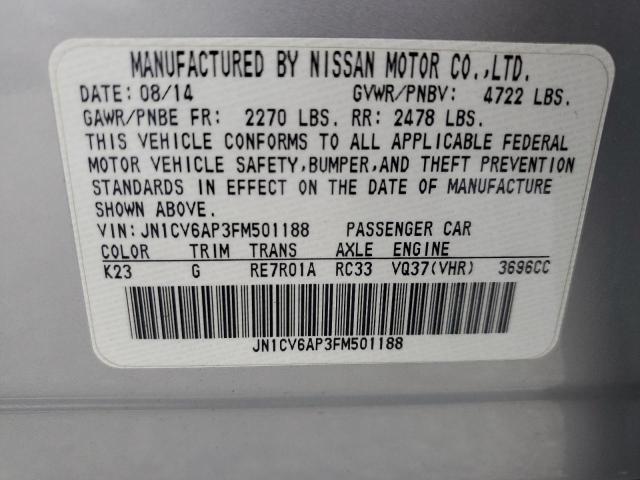 MANUFACTURED BY NISSAN MOTOR CO.,LTD.
DATE: 08/14 GVWR/PNBV: 4722 LBS.
GAWR/PNBE FR: 2270 LBS. RR: 2478 LBS.
THIS VEHICLE CONFORMS TO ALL APPLICABLE FEDERAL
MOTOR VEHICLE SAFETY,BUMPER,AND THEFT PREVENTION
STANDARDS IN EFFECT ON THE DATE OF MANUFACTURE
SHOWN ABOVE.
VIN: JN1CV6AP3FM501188 PASSENGER CAR
COLOR TRIM TRANS AXLE ENGINE
K23 G RE7R01A RC33 VQ37(VHR) 3696CC
JN1CV6AP3FM501188